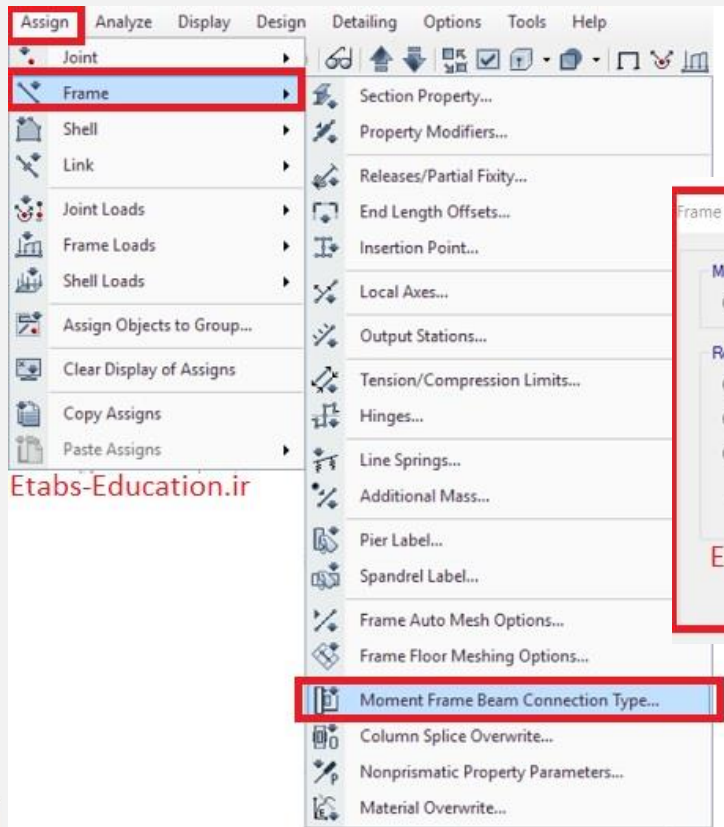 Assign Analyze Display Design Detailing Options Tools Help
Joint
Frame
Shell
Link
Joint Loads
Frame Loads
Shell Loads
Assign Objects to Group...
Clear Display of Assigns
Copy Assigns
Paste Assigns
Etabs-Education.ir
Section Property...
Property Modifiers...
Releases/Partial Fixity...
End Length Offsets...
Insertion Point...
Local Axes...
Output Stations...
Tension/Compression Limits...
Hinges...
Line Springs...
Additional Mass...
Pier Label...
Spandrel Label...
Frame Auto Mesh Options...
Frame Floor Meshing Options...
Moment Frame Beam Connection Type...
Column Splice Overwrite...
Nonprismatic Property Parameters...
Material Overwrite...
Frame